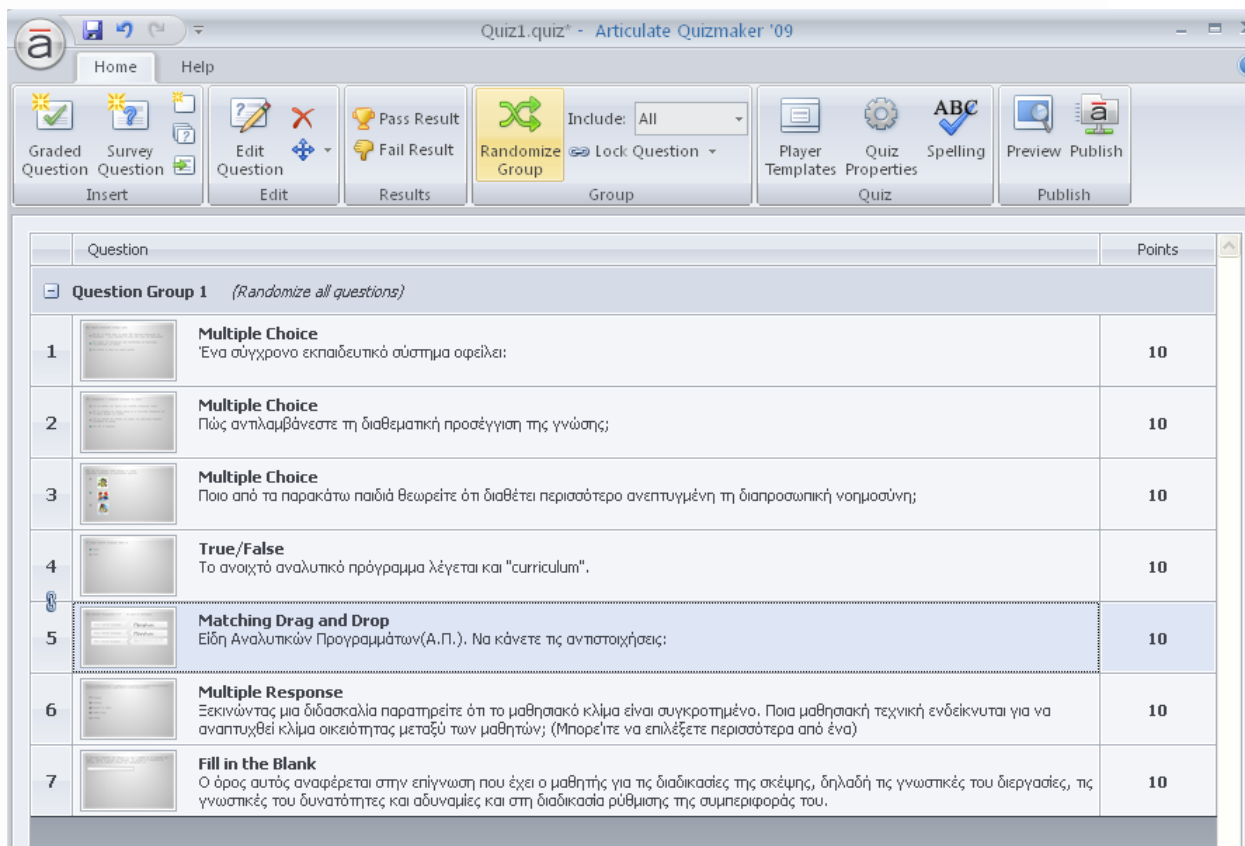 Quiz1.quiz* - Articulate Quizmaker '09
Home Help
Graded Question
Survey Question
Insert
Edit Question
Edit
Pass Result
Fail Result
Results
Randomize Group
Include: All
Lock Question
Group
Player Templates
Quiz Properties
ABC
Spelling
Quiz
Preview
Publish
Publish
Question Points
Question Group 1 (Randomize all questions)
1 Multiple Choice
Ένα σύγχρονο εκπαιδευτικό σύστημα οφείλει:
10
2 Multiple Choice
Πώς αντιλαμβάνεστε τη διαθεματική προσέγγιση της γνώσης;
10
3 Multiple Choice
Ποιο από τα παρακάτω παιδιά θεωρείτε ότι διαθέτει περισσότερο ανεπτυγμένη τη διαπροσωπική νοημοσύνη;
10
4 True/False
Το ανοιχτό αναλυτικό πρόγραμμα λέγεται και "curriculum".
10
5 Matching Drag and Drop
Είδη Αναλυτικών Προγραμμάτων(Α.Π.). Να κάνετε τις αντιστοιχήσεις:
10
6 Multiple Response
Ξεκινώντας μια διδασκαλία παρατηρείτε ότι το μαθησιακό κλίμα είναι συγκροτημένο. Ποια μαθησιακή τεχνική ενδείκνυται για να
αναπτυχθεί κλίμα οικειότητας μεταξύ των μαθητών; (Μπορε'ίτε να επιλέξετε περισσότερα από ένα)
10
7 Fill in the Blank
Ο όρος αυτός αναφέρεται στην επίγνωση που έχει ο μαθητής για τις διαδικασίες της σκέψης, δηλαδή τις γνωστικές του διεργασίες, τις
γνωστικές του δυνατότητες και αδυναμίες και στη διαδικασία ρύθμισης της συμπεριφοράς του.
10